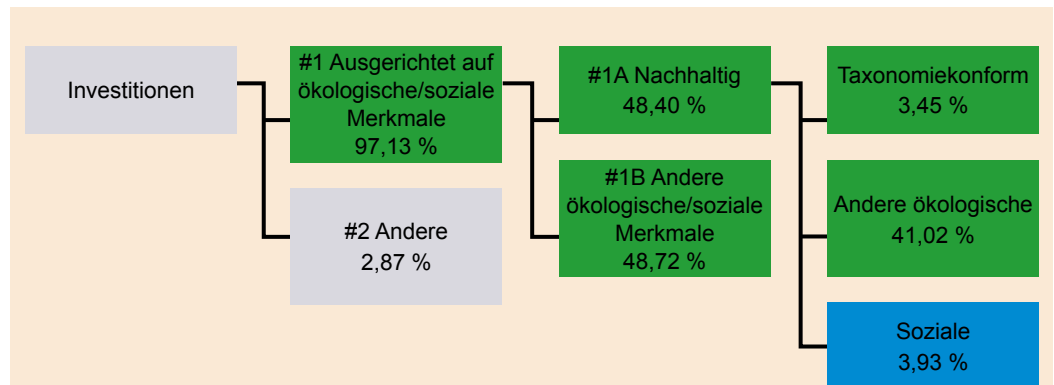 Investitionen
#1 Ausgerichtet auf
ökologische/soziale
Merkmale
97,13 %
#2 Andere
2,87 %
#1A Nachhaltig
48,40 %
#1B Andere
ökologische/soziale
Merkmale
48,72 %
Taxonomiekonform
3,45 %
Andere ökologische
41,02 %
Soziale
3,93 %